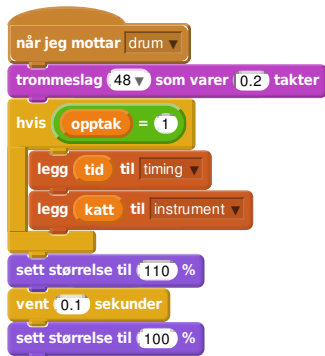 når jeg mottar drum
trommeslag 48 som varer 0.2 takter
hvis opptak = 1
legg tid til timing
legg katt til instrument
sett størrelse til 110 %
vent 0.1 sekunder
sett størrelse til 100 %